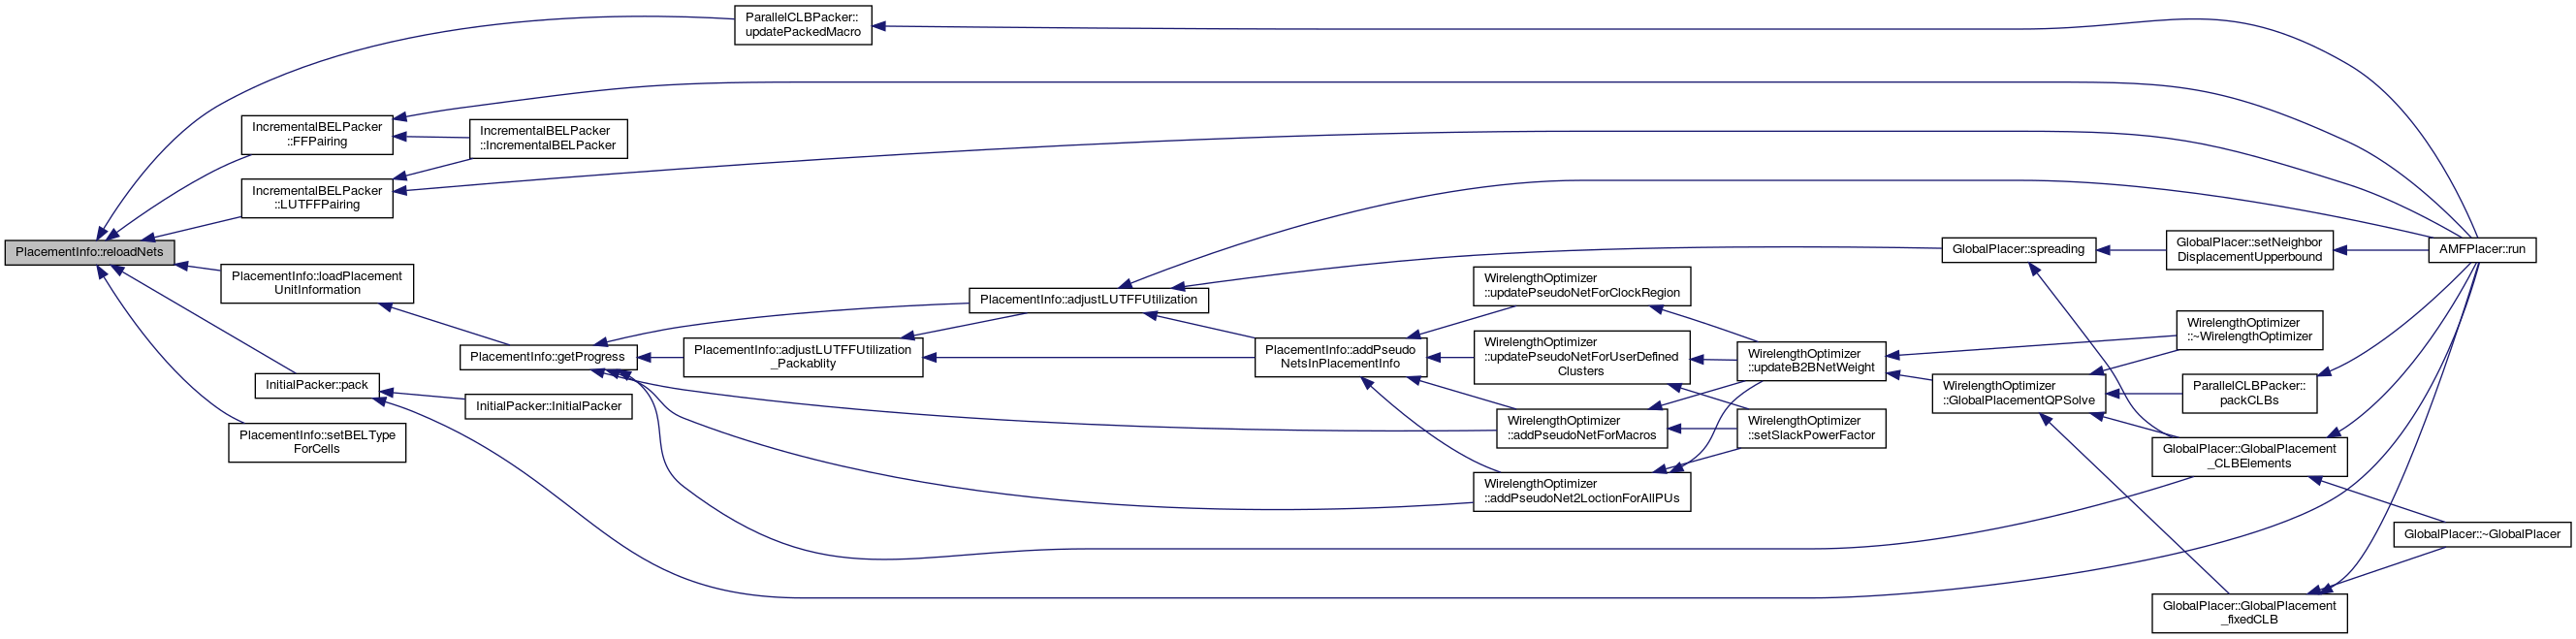 PlacementInfo::reloadNets
ParallelCLBPacker::
updatePackedMacro
IncrementalBELPacker
::FFPairing
IncrementalBELPacker
::IncrementalBELPacker
IncrementalBELPacker
::LUTFFPairing
PlacementInfo::loadPlacement
UnitInformation
InitialPacker::pack
PlacementInfo::setBELType
ForCells
PlacementInfo::getProgress
InitialPacker::InitialPacker
PlacementInfo::adjustLUTFFUtilization
_Packablity
PlacementInfo::adjustLUTFFUtilization
PlacementInfo::addPseudo
NetsInPlacementInfo
WirelengthOptimizer
::updatePseudoNetForClockRegion
WirelengthOptimizer
::updatePseudoNetForUserDefined
Clusters
WirelengthOptimizer
::addPseudoNetForMacros
WirelengthOptimizer
::addPseudoNet2LoctionForAllPUs
WirelengthOptimizer
::updateB2BNetWeight
WirelengthOptimizer
::setSlackPowerFactor
GlobalPlacer::spreading
WirelengthOptimizer
::GlobalPlacementQPSolve
GlobalPlacer::setNeighbor
DisplacementUpperbound
WirelengthOptimizer
::~WirelengthOptimizer
ParallelCLBPacker::
packCLBs
GlobalPlacer::GlobalPlacement
_CLBElements
GlobalPlacer::GlobalPlacement
_fixedCLB
AMFPlacer::run
GlobalPlacer::~GlobalPlacer